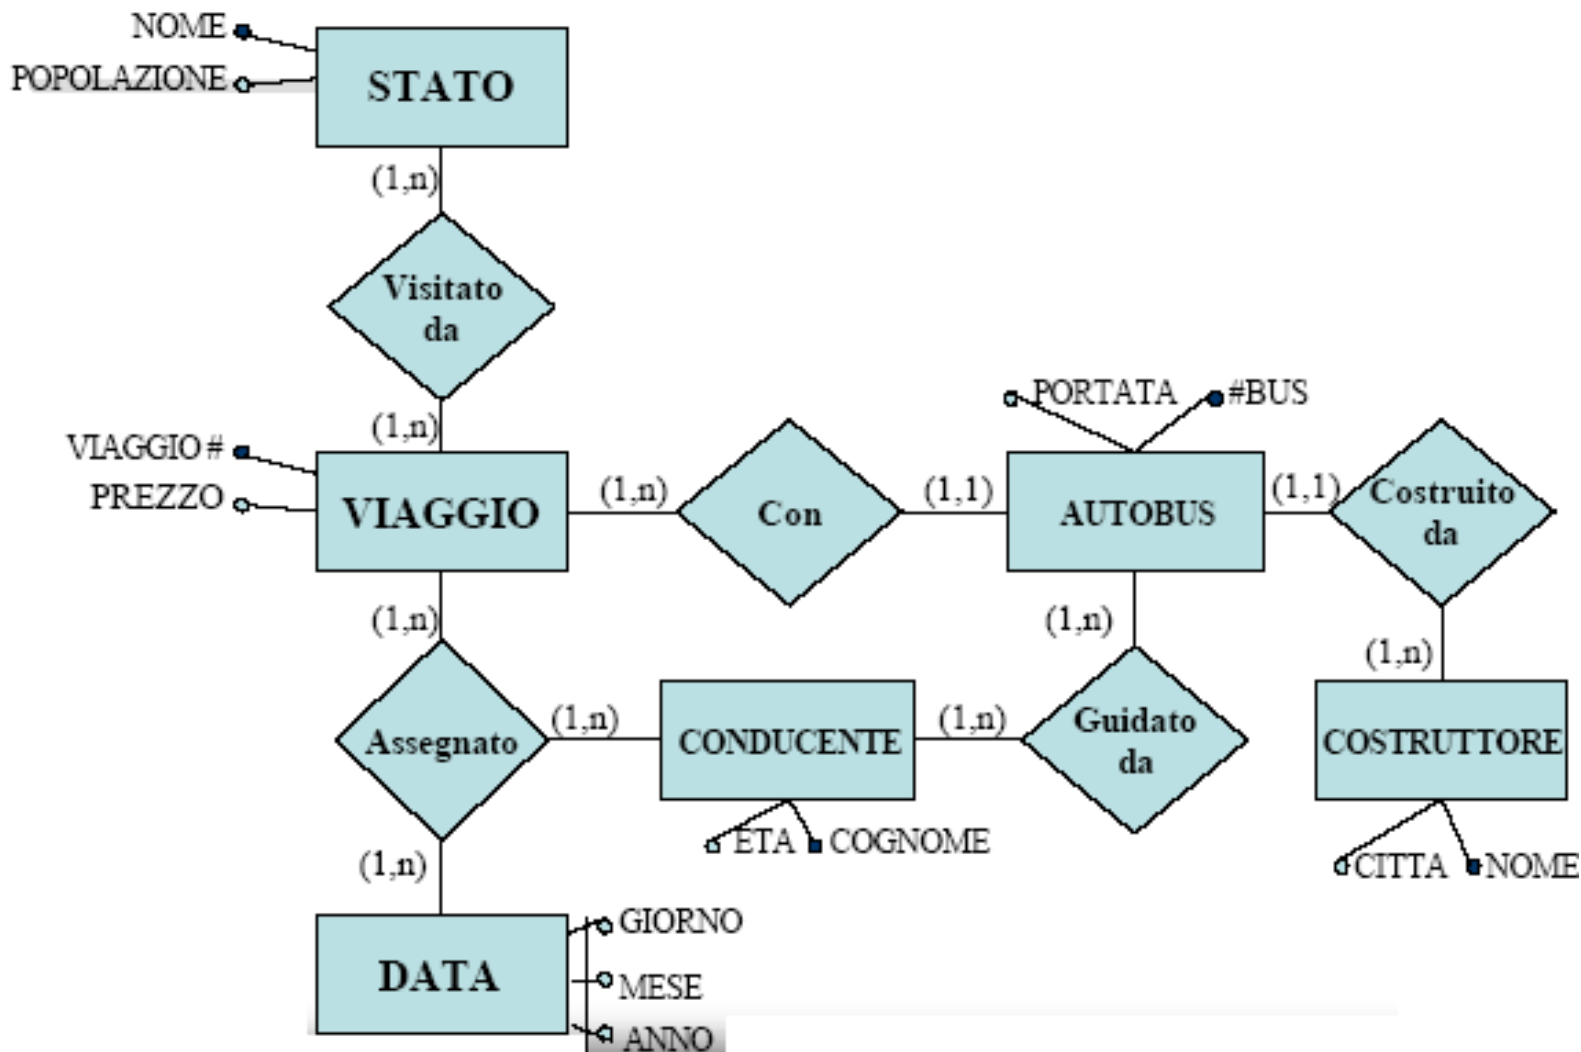 NOME
POPOLAZIONE
STATO
(1,n)
Visitato
da
(1,n)
VIAGGIO #
PREZZO
VIAGGIO
(1,n)
Con
(1,1)
PORTATA
#BUS
AUTOBUS
(1,1)
Costruito
da
(1,n)
(1,n)
(1,n)
Assegnato
(1,n)
CONDUCENTE
(1,n)
Guidato
da
COSTRUTTORE
ETA
COGNOME
CITTA
NOME
(1,n)
DATA
GIORNO
MESE
ANNO